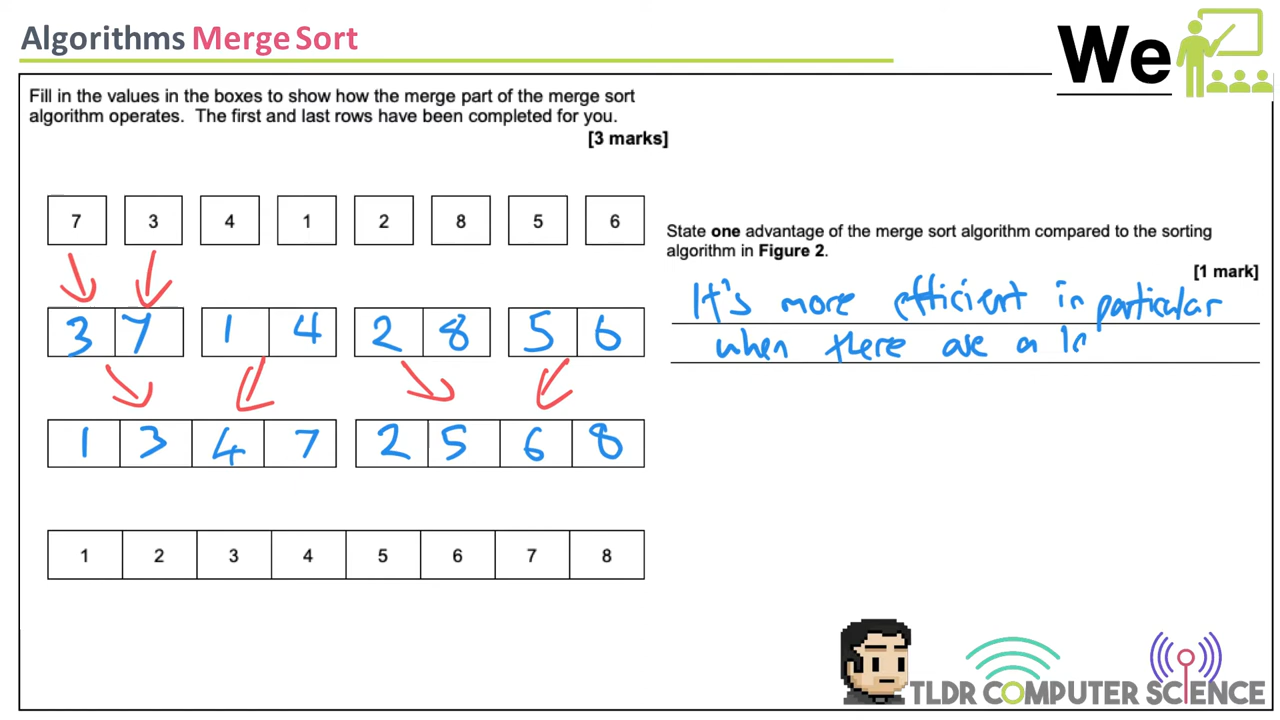 Algorithms Merge Sort
We
Fill in the values in the boxes to show how the merge part of the merge sort
algorithm operates. The first and last rows have been completed for you.
[3 marks]
7 3 4 1 2 8 5 6
3 7 1 4 2 8 5 6
1 3 4 7 2 5 6 8
1 2 3 4 5 6 7 8
State one advantage of the merge sort algorithm compared to the sorting
algorithm in Figure 2.
[1 mark]
It's more efficient in particular
when there are a
TLDR COMPUTER SCIENCE